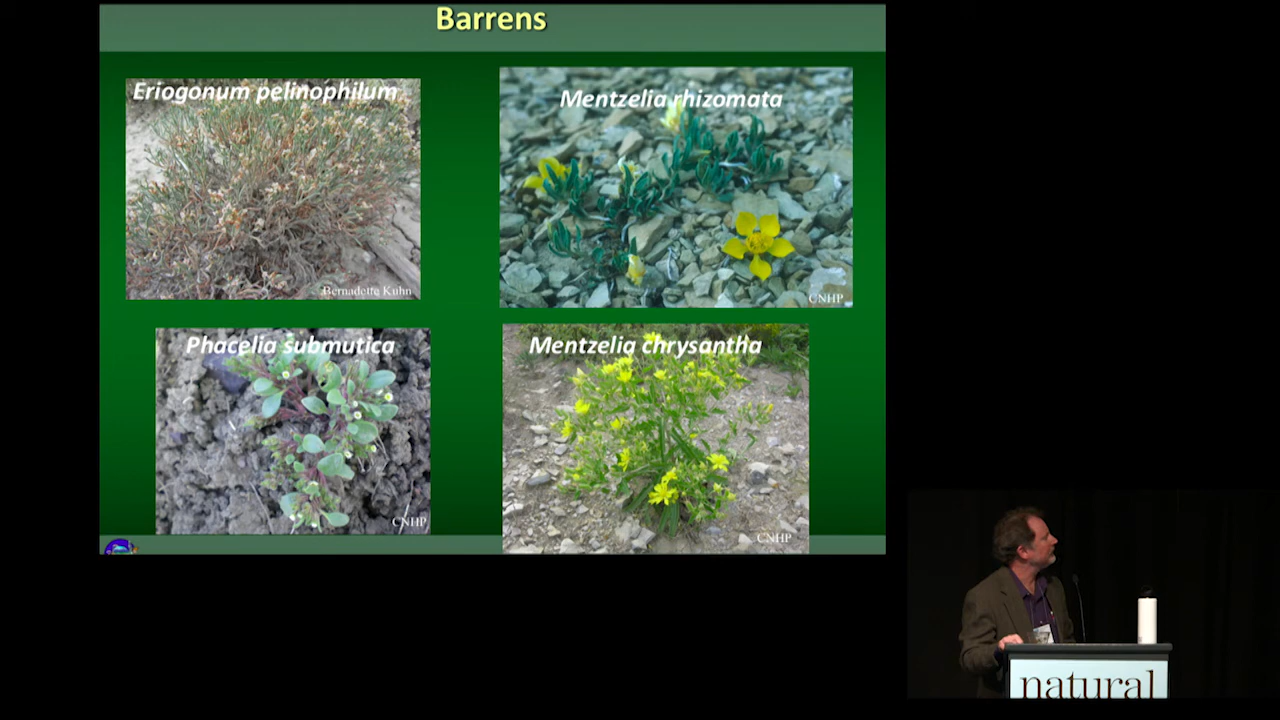 Barrens
Eriogonum pelinophilum
Bernadette Kuhn
Mentzelia rhizomata
CNHP
Phacelia submutica
CNHP
Mentzelia chrysantha
CNHP
natural